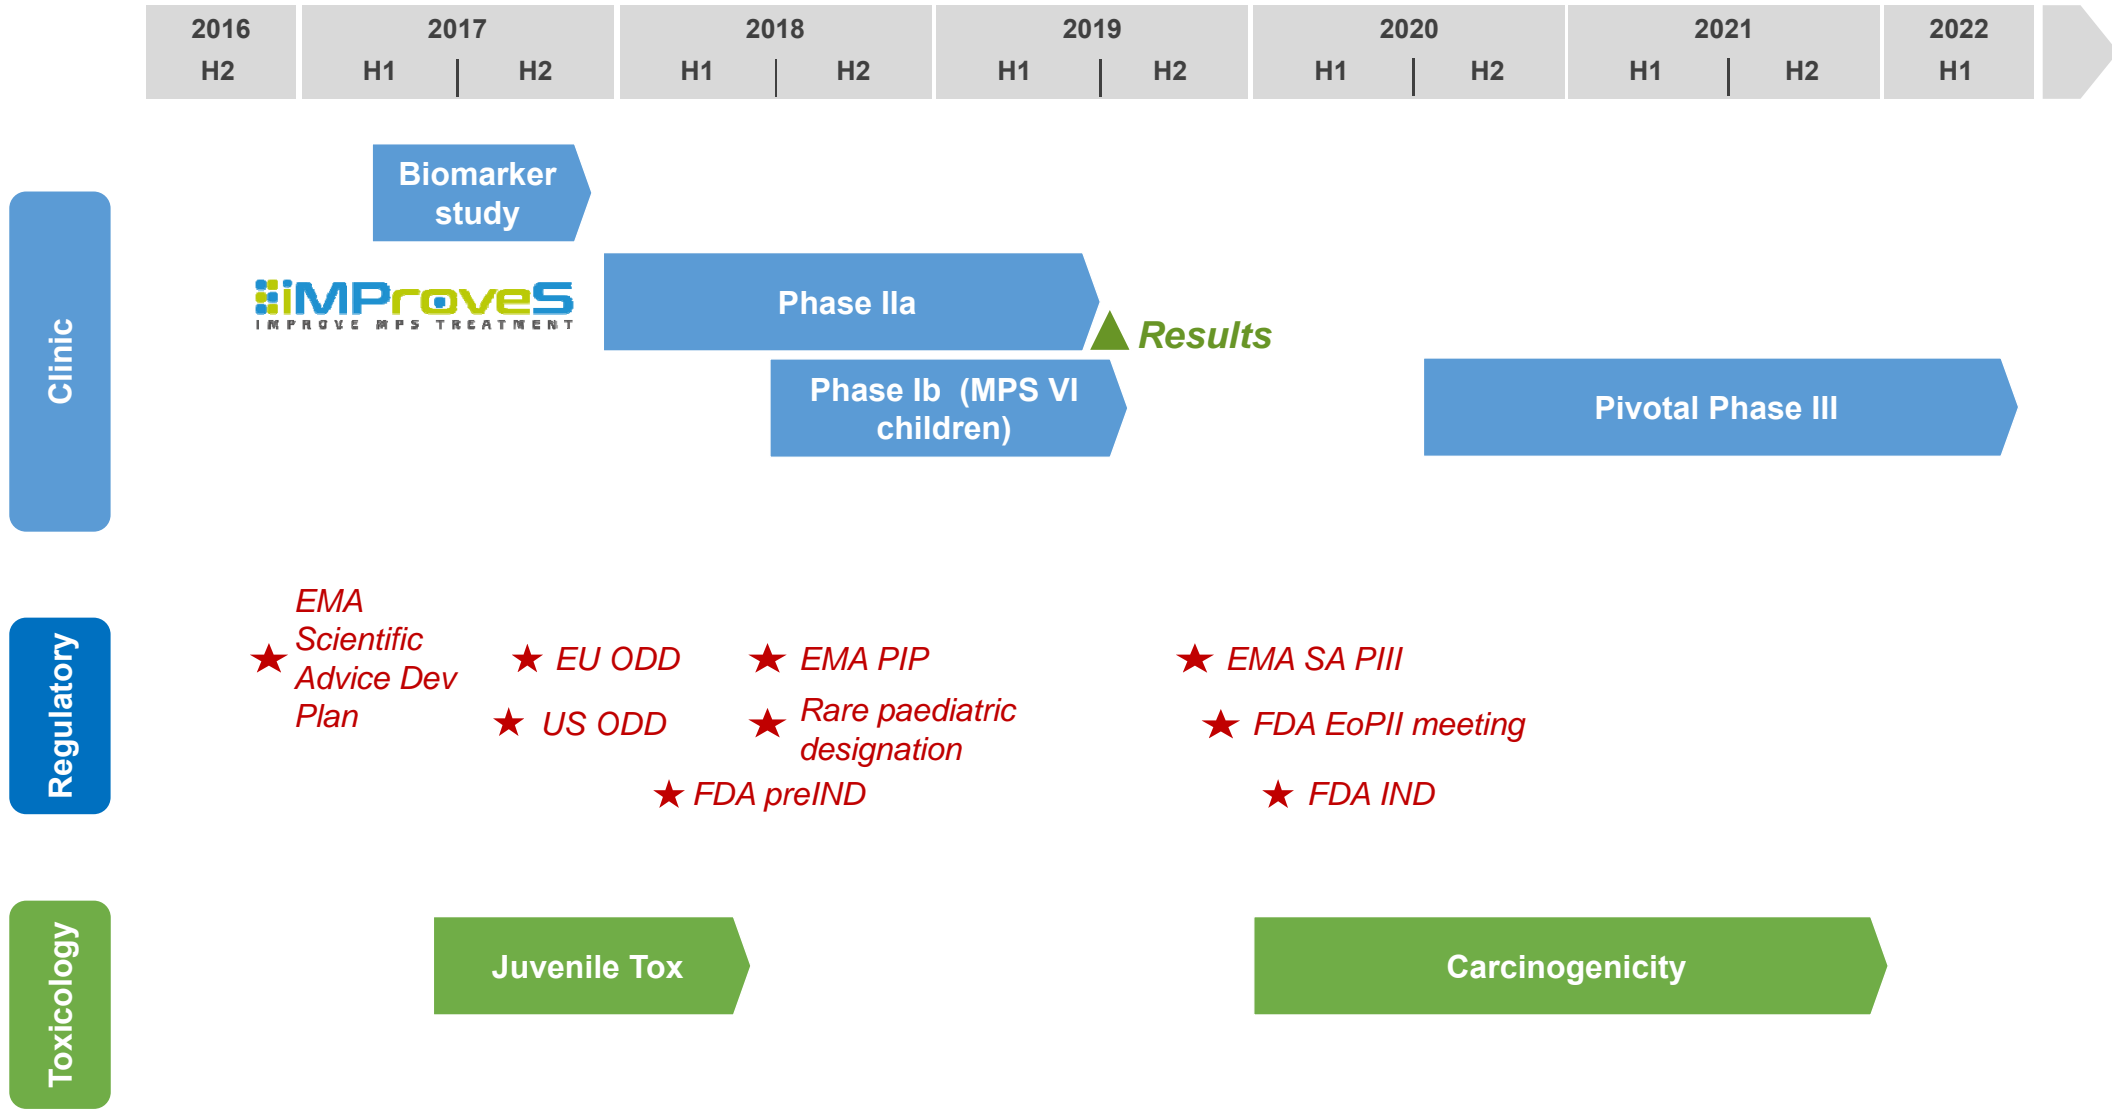 2016 2017 2018 2019 2020 2021 2022
H2 H1 H2 H1 H2 H1 H2 H1 H2 H1 H2 H1
Clinic
Biomarker
study
iMProveS
IMPROVE MPS TREATMENT
Phase IIa
Results
Phase Ib (MPS VI
children)
Pivotal Phase III
Regulatory
EMA
Scientific
Advice Dev
Plan
EU ODD
US ODD
EMA PIP
Rare paediatric
designation
FDA preIND
EMA SA PIII
FDA EoPII meeting
FDA IND
Toxicology
Juvenile Tox
Carcinogenicity